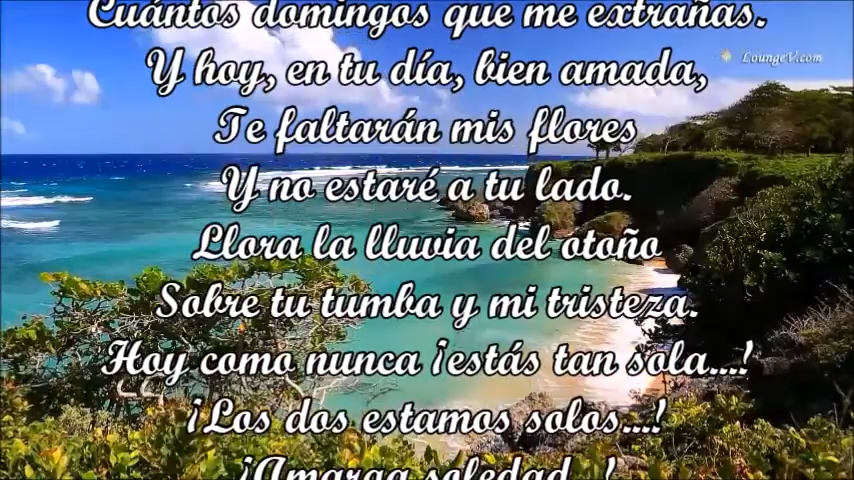 Cuántos domingos que me extrañas.
LoungeV.com
Y hoy, en tu día, bien amada,
Te faltarán mis flores
Y no estaré a tu lado.
Llora la lluvia del otoño
Sobre tu tumba y mi tristeza.
Hoy como nunca ¡estás tan sola...!
¡Los dos estamos solos...!
¡Amarga soledad...!